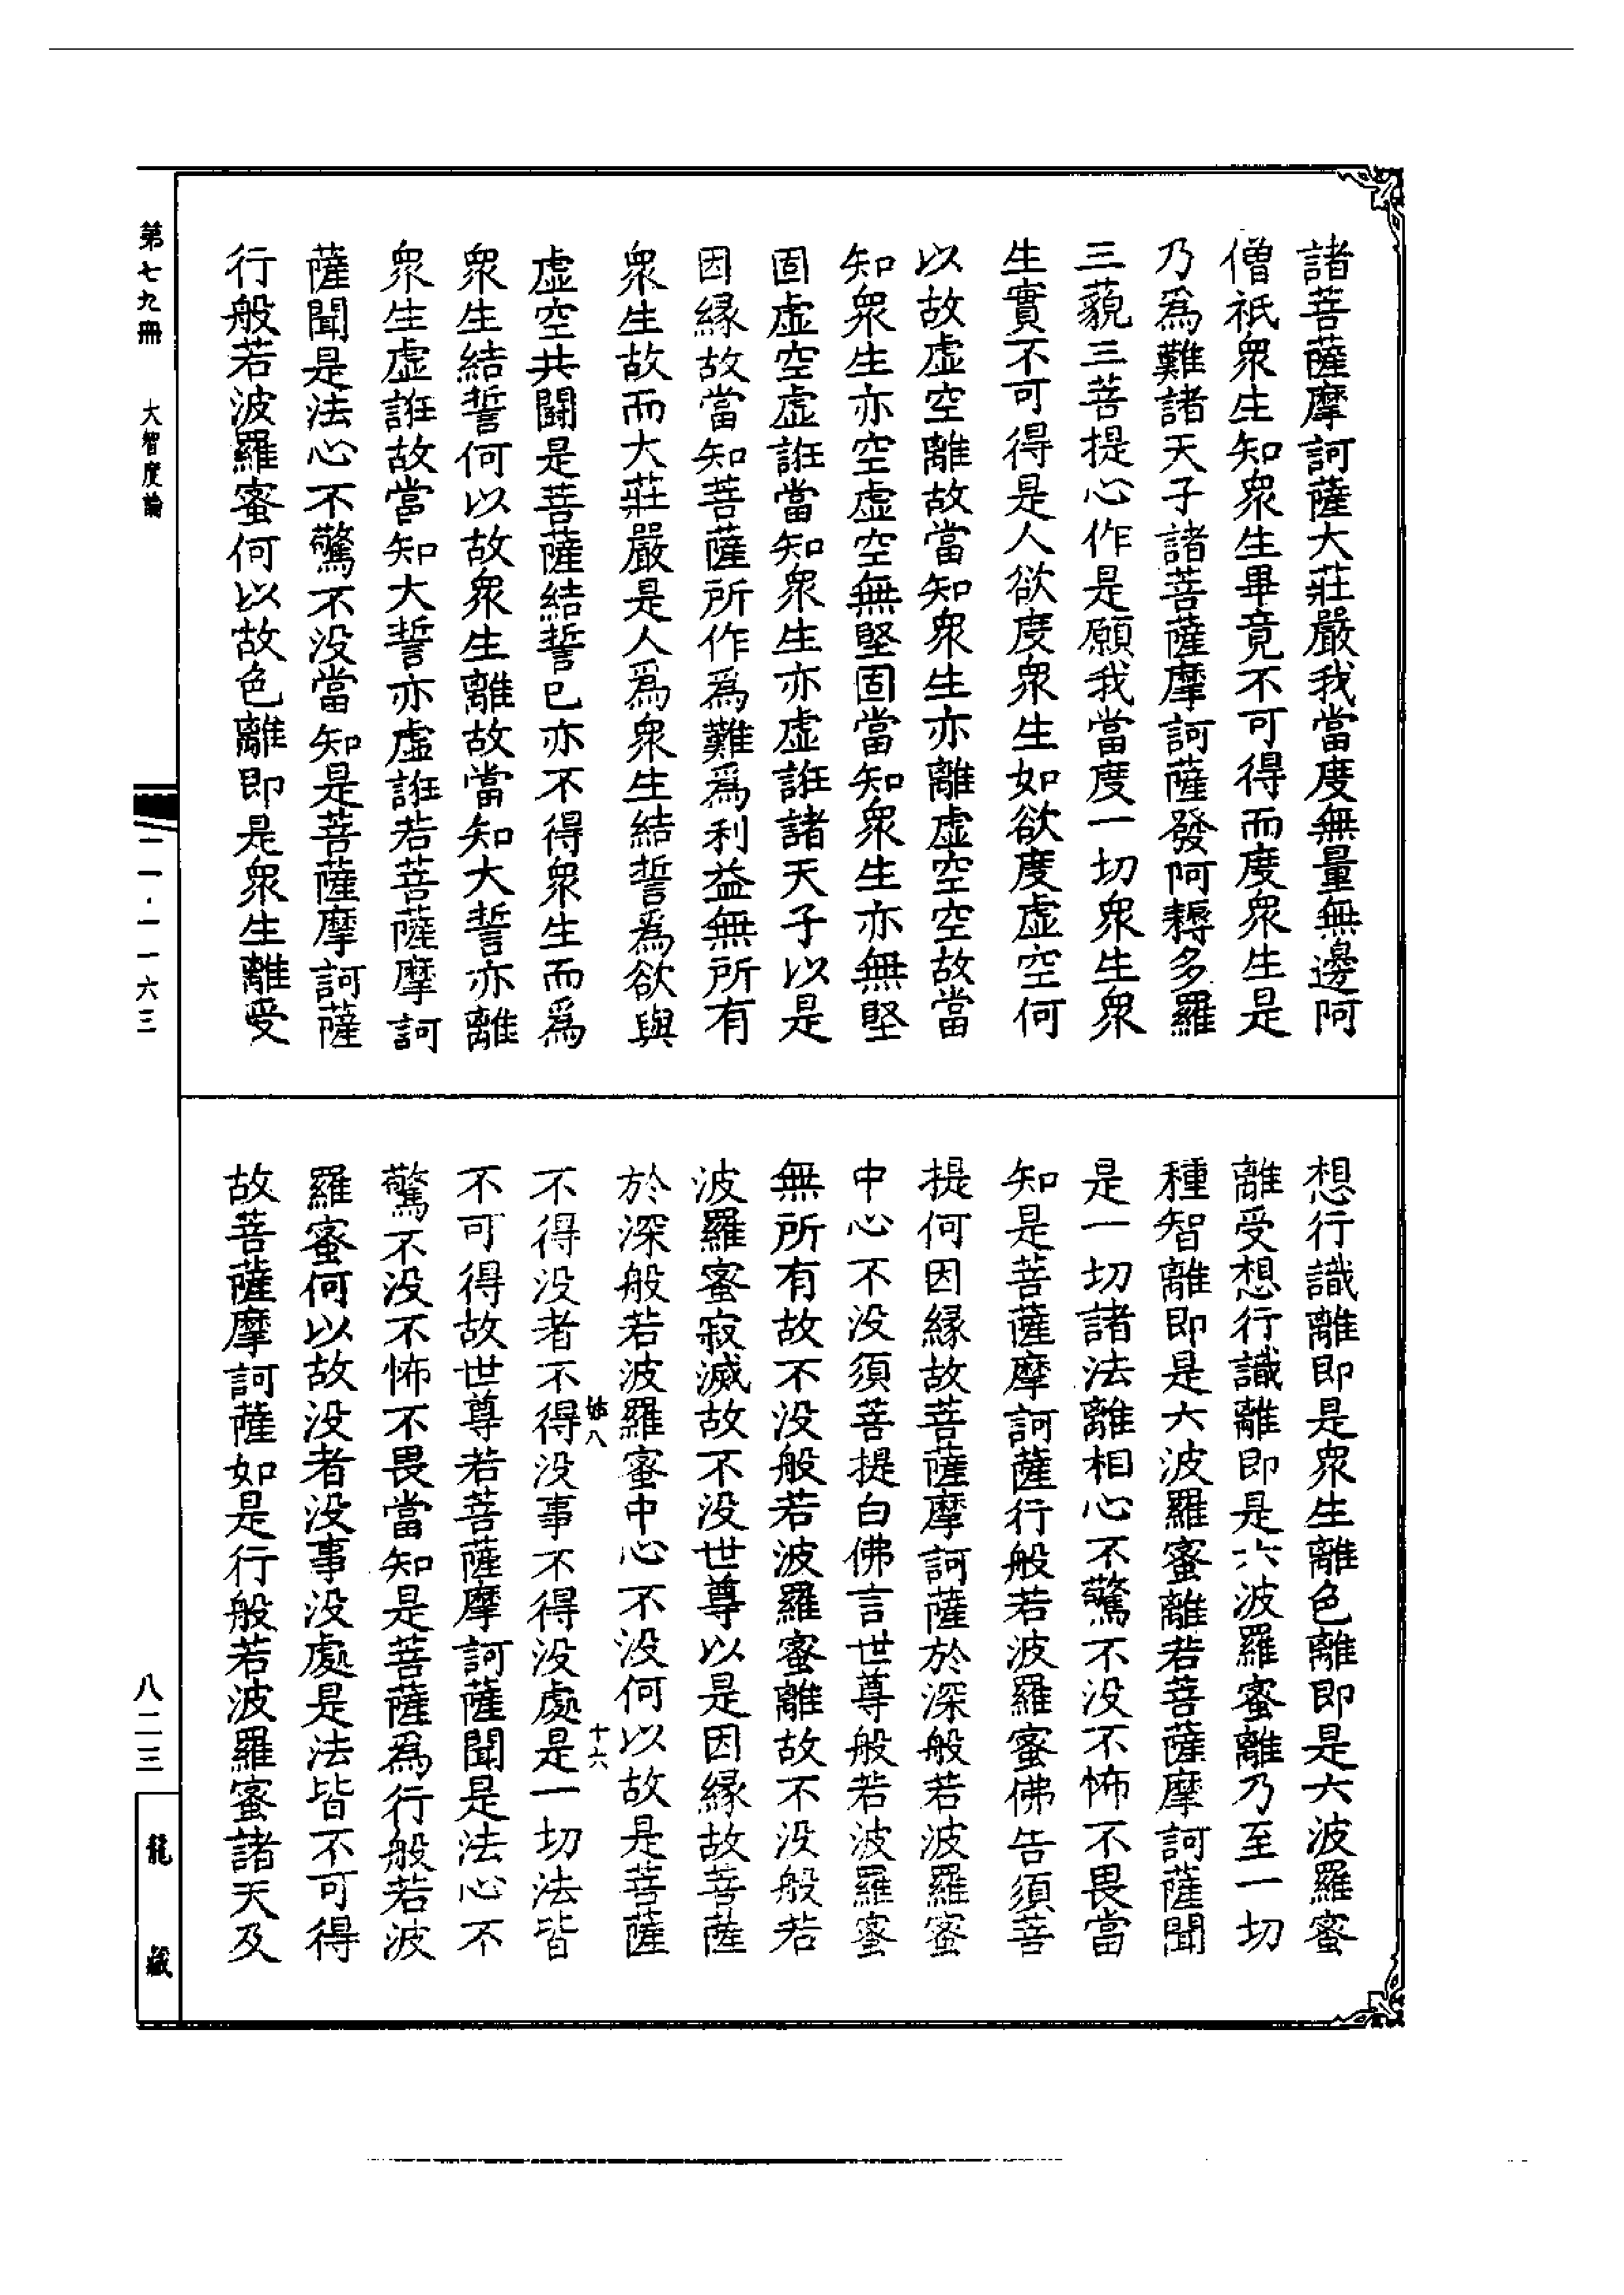 諸菩薩摩訶薩大莊嚴我當度無量無邊阿
僧祇衆生知衆生畢竟不可得而度衆生是
乃爲難諸天子諸菩薩摩訶薩發阿耨多羅
三藐三菩提心作是願我當度一切衆生衆
生實不可得是人欲度衆生如欲度虛空何
以故虛空離故當知衆生亦離虛空空故當
知衆生亦空虛空無堅固當知衆生亦無堅
固虛空虛誑當知衆生亦虛誑諸天子以是
因緣故當知菩薩所作爲難爲利益無所有
衆生故而大莊嚴是人爲衆生結誓爲欲與
虛空共鬪是菩薩結誓已亦不得衆生而爲
衆生結誓何以故衆生離故當知大誓亦離
衆生虛誑故當知大誓亦虛誑若菩薩摩訶
薩聞是法心不驚不没當知是菩薩摩訶薩
行般若波羅蜜何以故色離即是衆生離受
想行識離即是衆生離色離即是六波羅蜜
離受想行識離即是六波羅蜜離乃至一切
種智離即是六波羅蜜離若菩薩摩訶薩聞
是一切諸法離相心不驚不没不怖不畏當
知是菩薩摩訶薩行般若波羅蜜佛告須菩
提何因緣故菩薩摩訶薩於深般若波羅蜜
中心不没須菩提白佛言世尊般若波羅蜜
無所有故不没般若波羅蜜離故不没般若
波羅蜜寂滅故不没世尊以是因緣故菩薩
於深般若波羅蜜中心不没何以故是菩薩
姊八
十六
不得没者不得没事不得没處是一切法皆
不可得故世尊若菩薩摩訶薩聞是法心不
驚不没不怖不畏當知是菩薩爲行般若波
羅蜜何以故没者没事没處是法皆不可得
故菩薩摩訶薩如是行般若波羅蜜諸天及
第七九冊
大智度論
二一·一一六三
八二三
龍藏